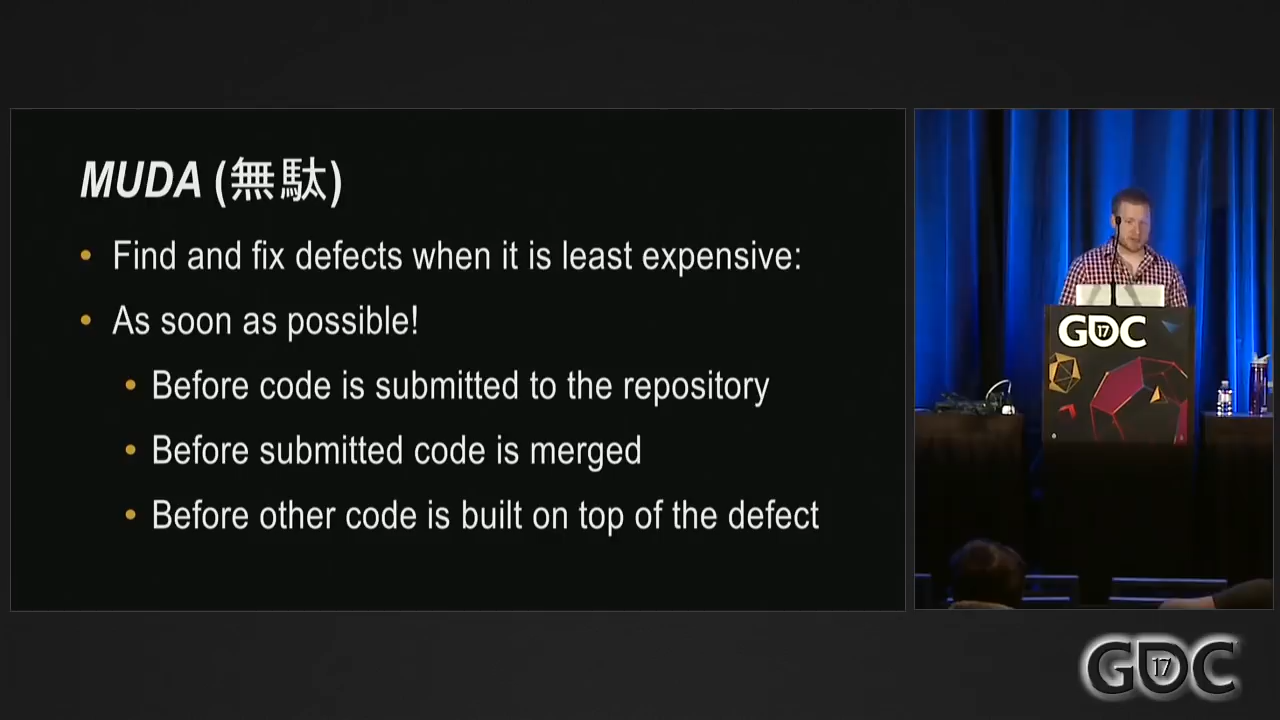 MUDA (無駄)
• Find and fix defects when it is least expensive:
• As soon as possible!
• Before code is submitted to the repository
• Before submitted code is merged
• Before other code is built on top of the defect
GDC 17
GDC 17